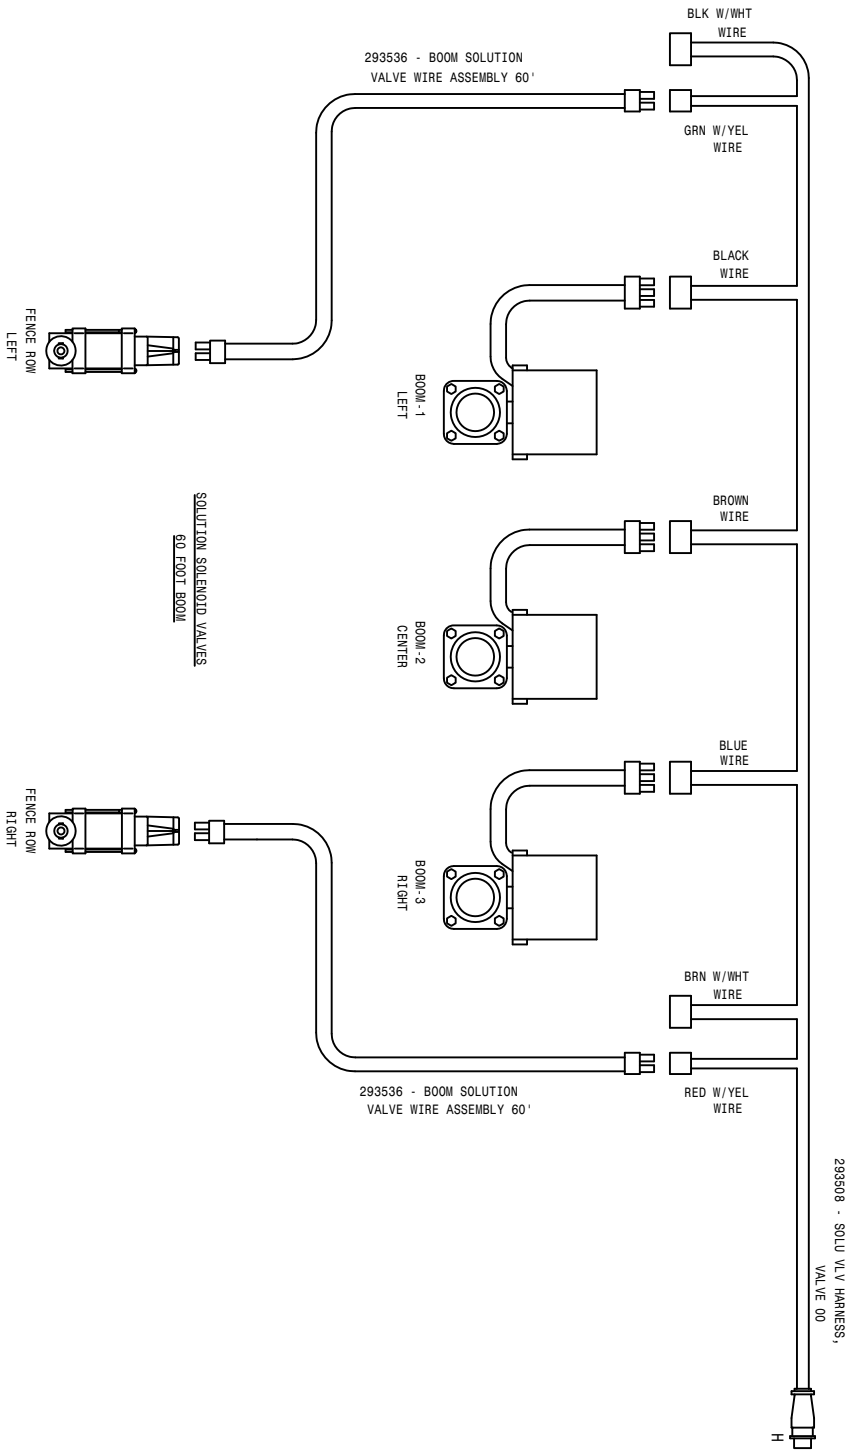 BLK W/WHT
WIRE
293536 - BOOM SOLUTION
VALVE WIRE ASSEMBLY 60'
GRN W/YEL
WIRE
BLACK
WIRE
FENCE ROW
LEFT
BOOM-1
LEFT
BROWN
WIRE
SOLUTION SOLENOID VALVES
60 FOOT BOOM
BOOM-2
CENTER
BLUE
WIRE
FENCE ROW
RIGHT
BOOM-3
RIGHT
BRN W/WHT
WIRE
293536 - BOOM SOLUTION
VALVE WIRE ASSEMBLY 60'
RED W/YEL
WIRE
293508 - SOLU VLV HARNESS,
VALVE 00
H